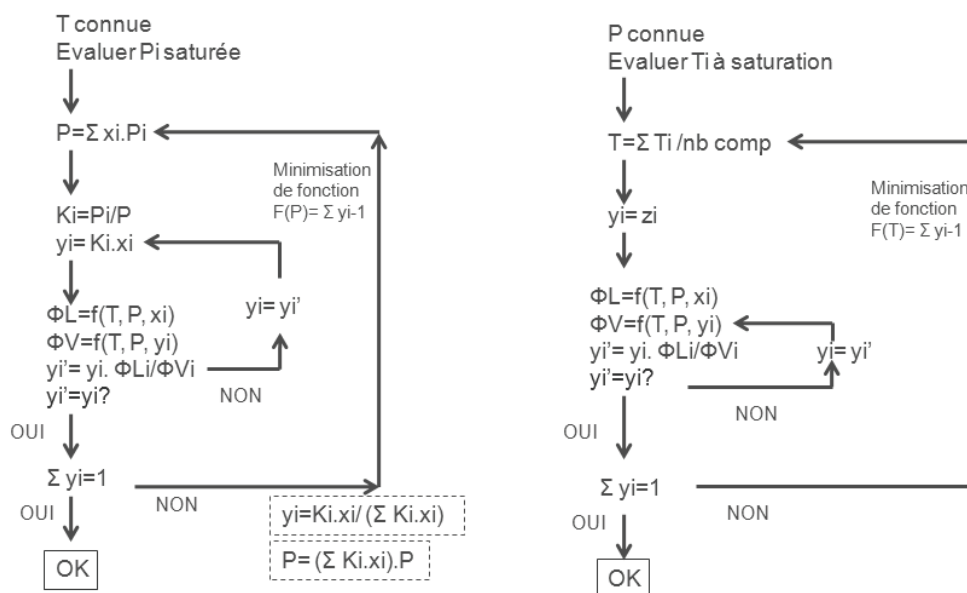 T connue
Evaluer Pi saturée
P=Σ xi.Pi
Minimisation
de fonction
F(P)= Σ yi-1
Ki=Pi/P
yi= Ki.xi
yi= yi'
ΦL=f(T, P, xi)
ΦV=f(T, P, yi)
yi'= yi. ΦLi/ΦVi
yi'=yi?
NON
OUI
Σ yi=1
NON
OUI
yi=Ki.xi/ (Σ Ki.xi)
P= (Σ Ki.xi).P
OK
P connue
Evaluer Ti à saturation
T=Σ Ti /nb comp
Minimisation
de fonction
F(T)= Σ yi-1
yi= zi
ΦL=f(T, P, xi)
ΦV=f(T, P, yi)
yi'= yi. ΦLi/ΦVi
yi= yi'
yi'=yi?
NON
OUI
Σ yi=1
NON
OUI
OK